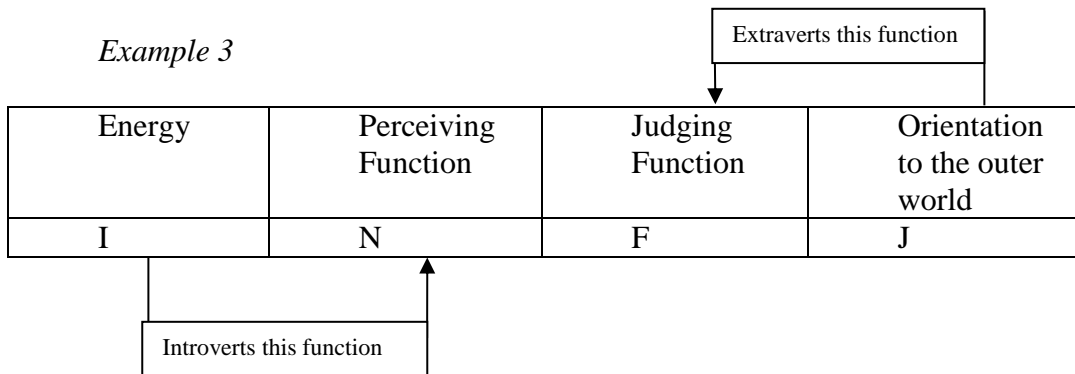 Example 3
Extraverts this function
Energy
Perceiving
Function
Judging
Function
Orientation
to the outer
world
I
N
F
J
Introverts this function